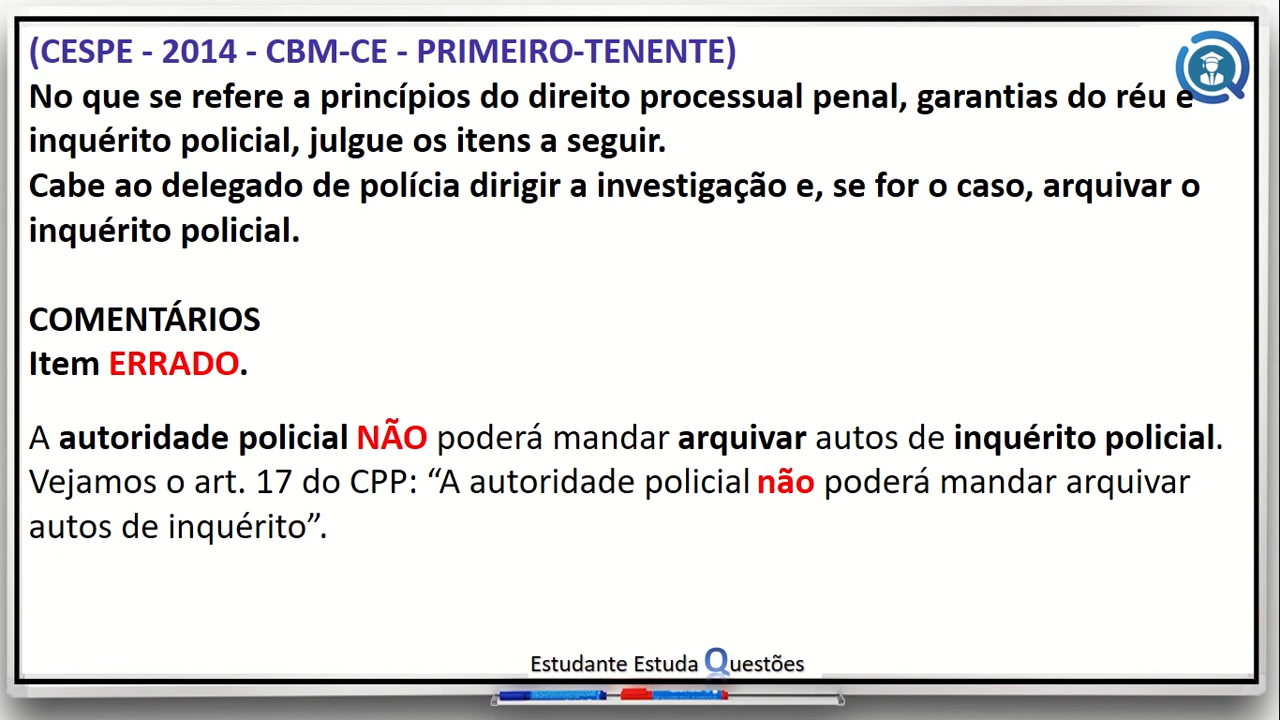 (CESPE - 2014 - CBM-CE - PRIMEIRO-TENENTE)
No que se refere a princípios do direito processual penal, garantias do réu e
inquérito policial, julgue os itens a seguir.
Cabe ao delegado de polícia dirigir a investigação e, se for o caso, arquivar o
inquérito policial.
COMENTÁRIOS
Item ERRADO.
A autoridade policial NÃO poderá mandar arquivar autos de inquérito policial.
Vejamos o art. 17 do CPP: “A autoridade policial não poderá mandar arquivar
autos de inquérito”.
Estudante Estuda Questões